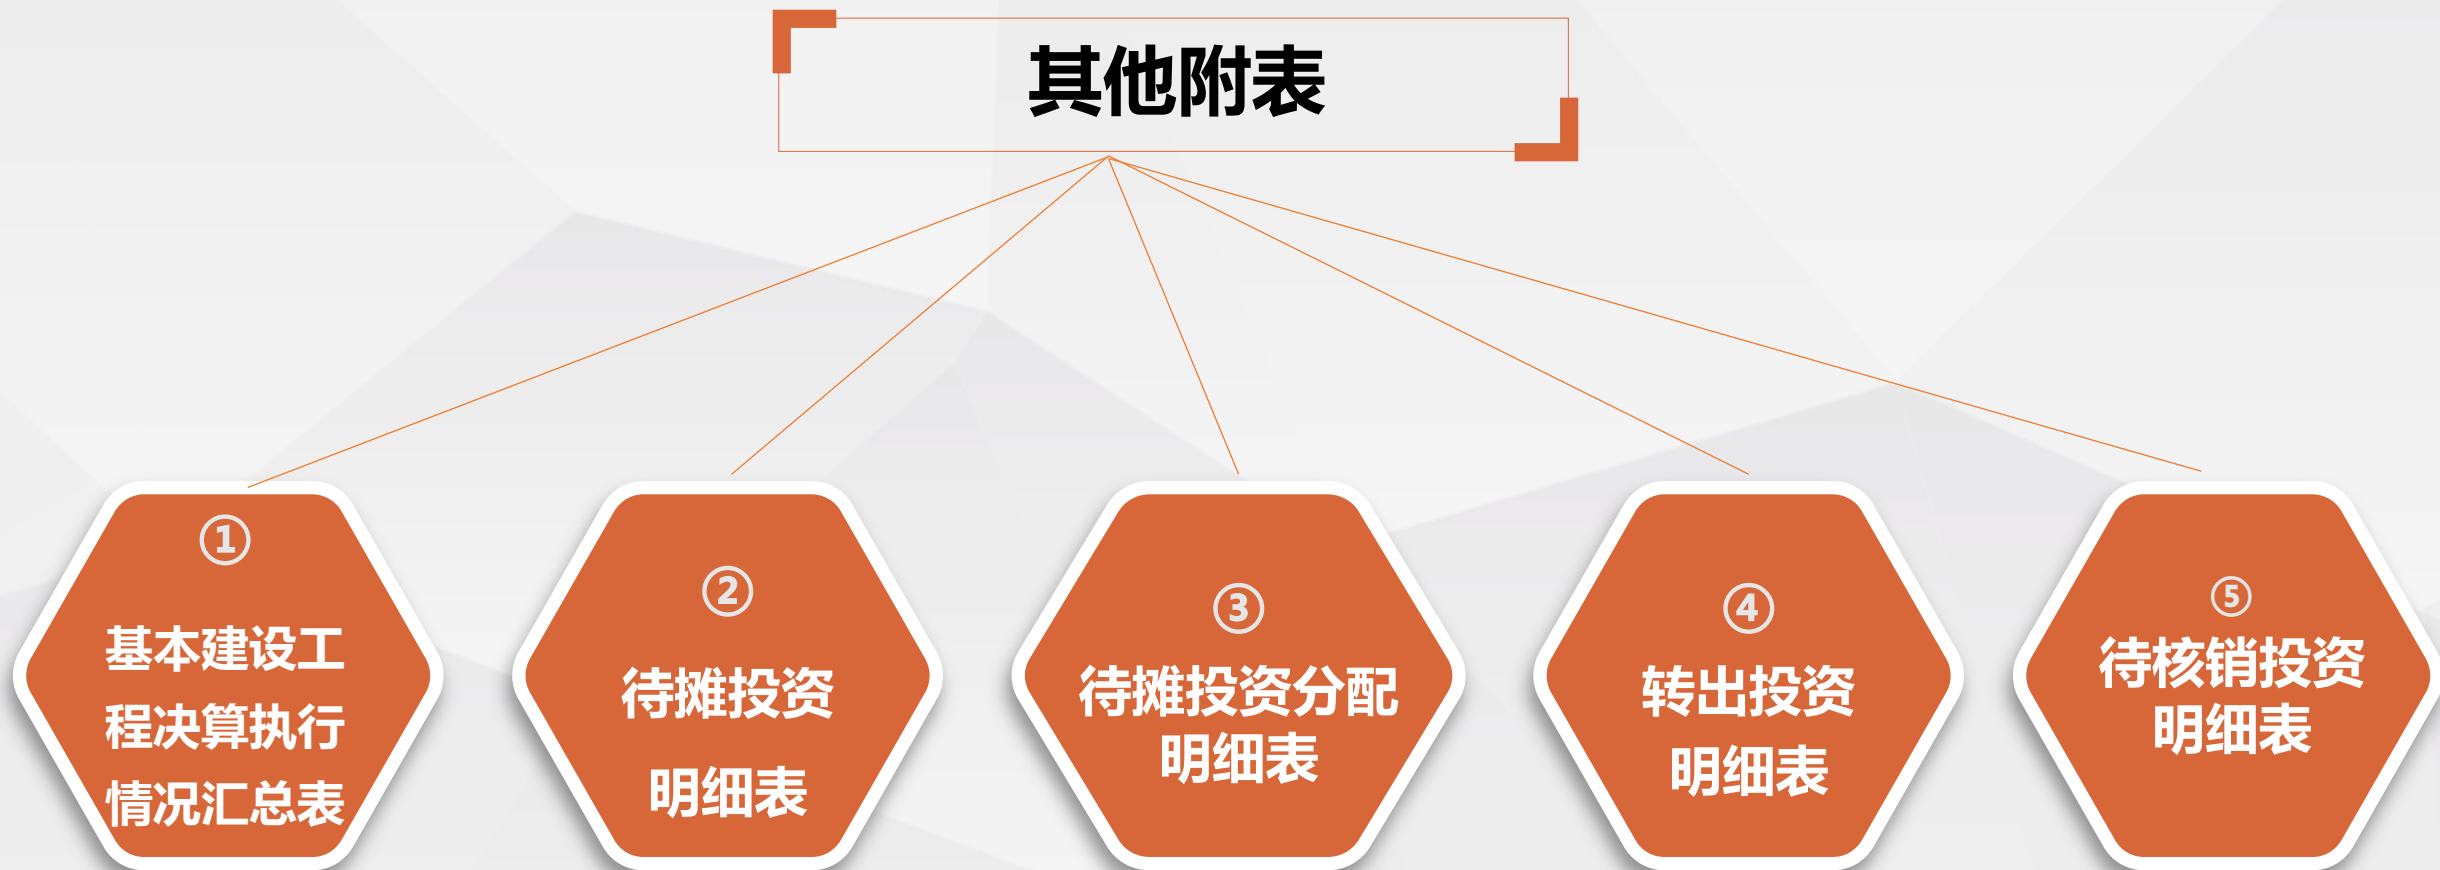 其他附表
①
基本建设工
程决算执行
情况汇总表
②
待摊投资
明细表
③
待摊投资分配
明细表
④
转出投资
明细表
⑤
待核销投资
明细表